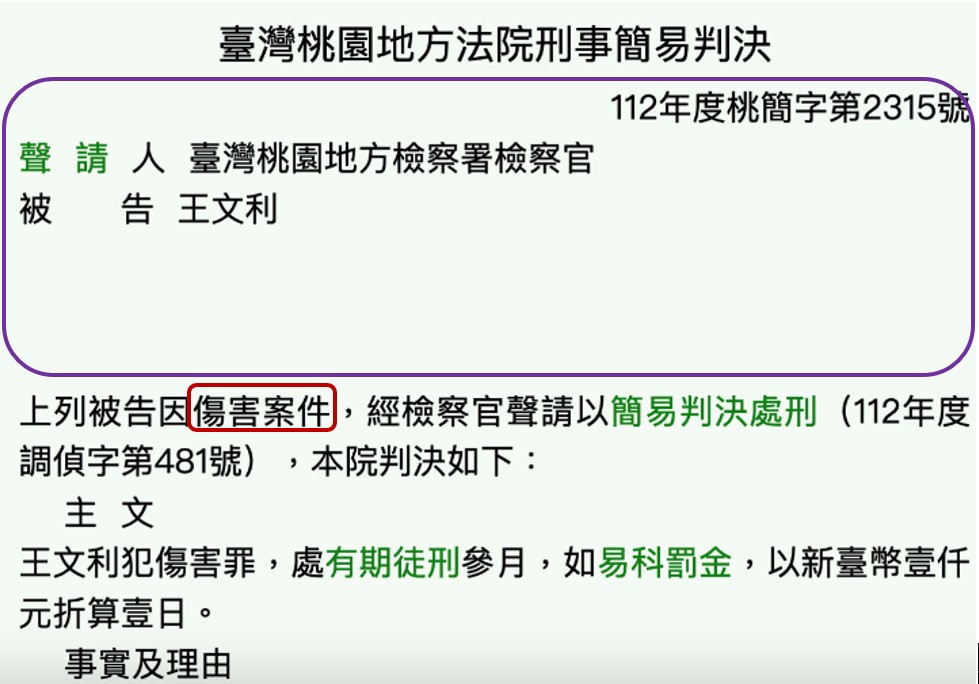 臺灣桃園地方法院刑事簡易判決
112年度桃簡字第2315號
聲 請 人 臺灣桃園地方檢察署檢察官
被 告 王文利
上列被告因傷害案件，經檢察官聲請以簡易判決處刑（112年度
調偵字第481號），本院判決如下：
主 文
王文利犯傷害罪，處有期徒刑參月，如易科罰金，以新臺幣壹仟
元折算壹日。
事實及理由